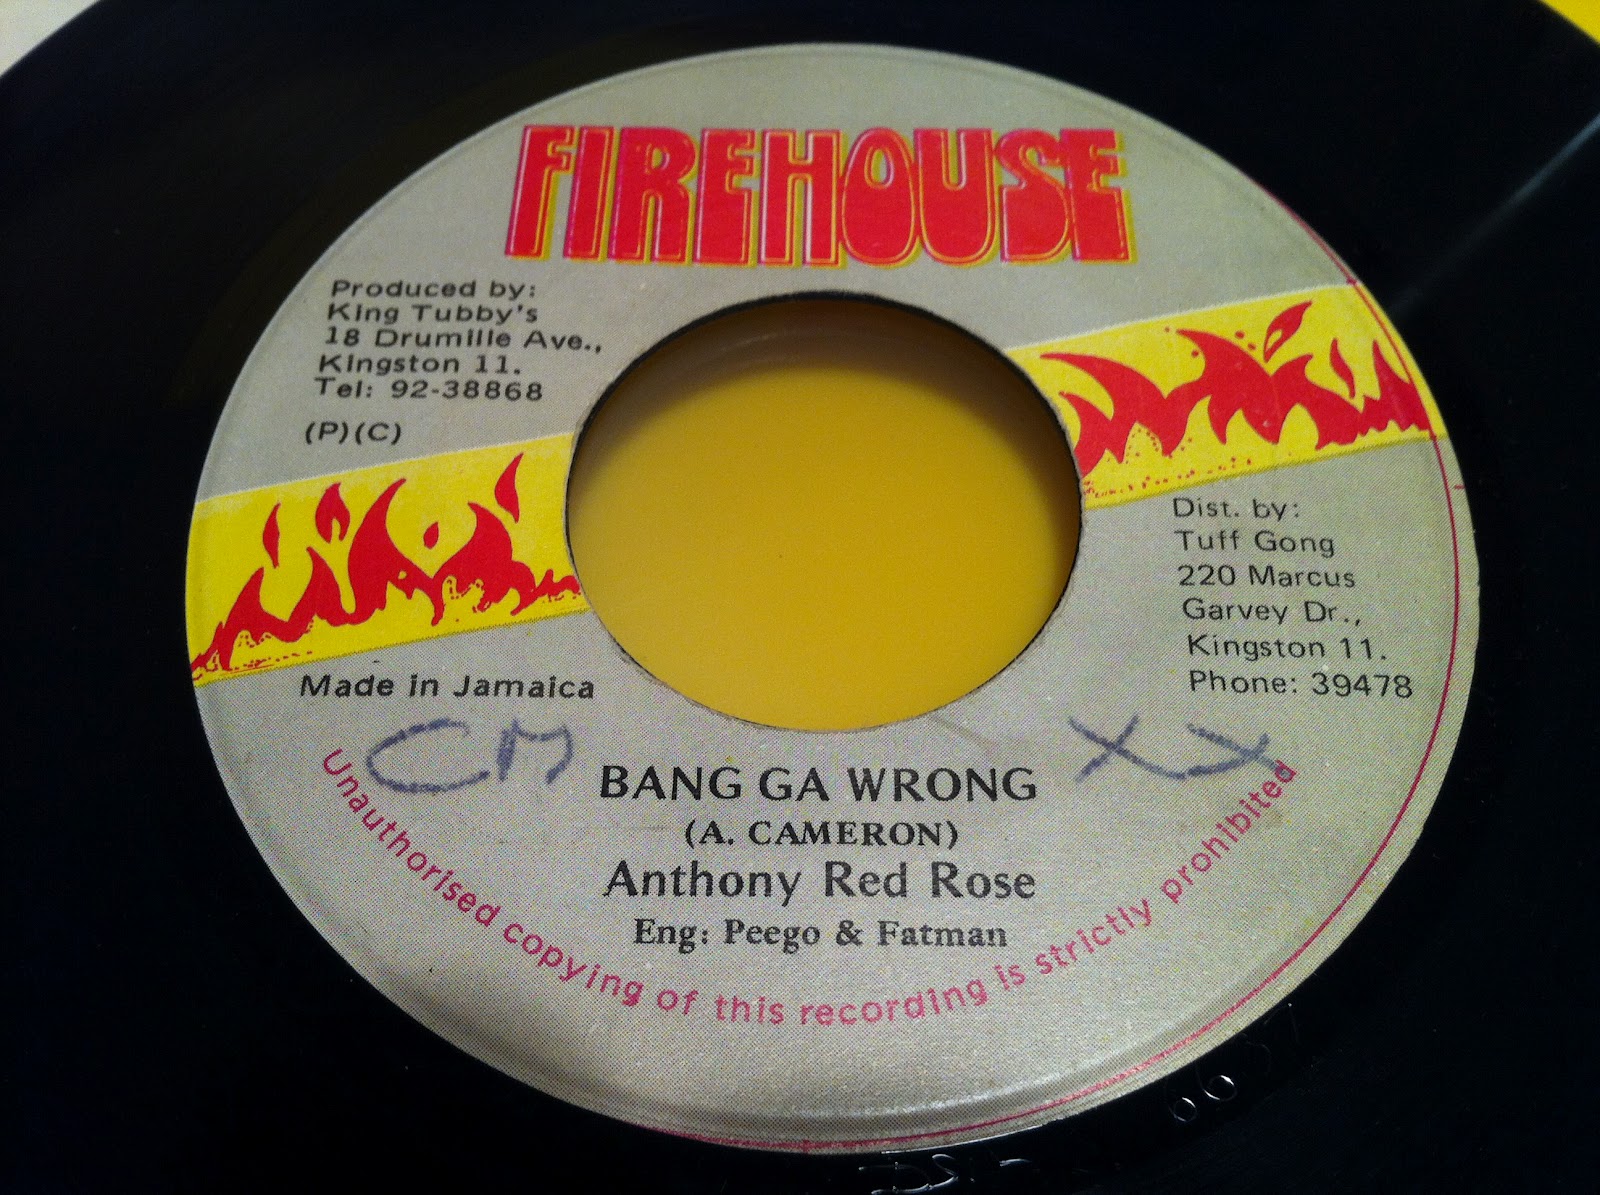 FIREHOUSE
Produced by:
King Tubby's
18 Drumille Ave.,
Kingston 11.
Tel: 92-38868
(P)(C)
Dist. by:
Tuff Gong
220 Marcus
Garvey Dr.,
Kingston 11.
Phone: 39478
Made in Jamaica
CM
XX
BANG GA WRONG
(A. CAMERON)
Anthony Red Rose
Eng: Peego & Fatman
Unauthorised copying of this recording is strictly prohibited